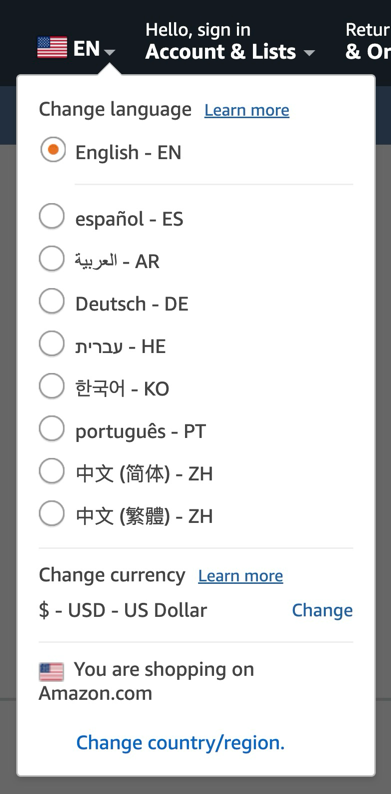 EN
Hello, sign in
Account & Lists
Retur
& Or
Change language Learn more
English - EN
español - ES
العربية - AR
Deutsch - DE
עברית - HE
한국어 - KO
português - PT
中文 (简体) - ZH
中文 (繁體) - ZH
Change currency Learn more
$ - USD - US Dollar Change
You are shopping on
Amazon.com
Change country/region.